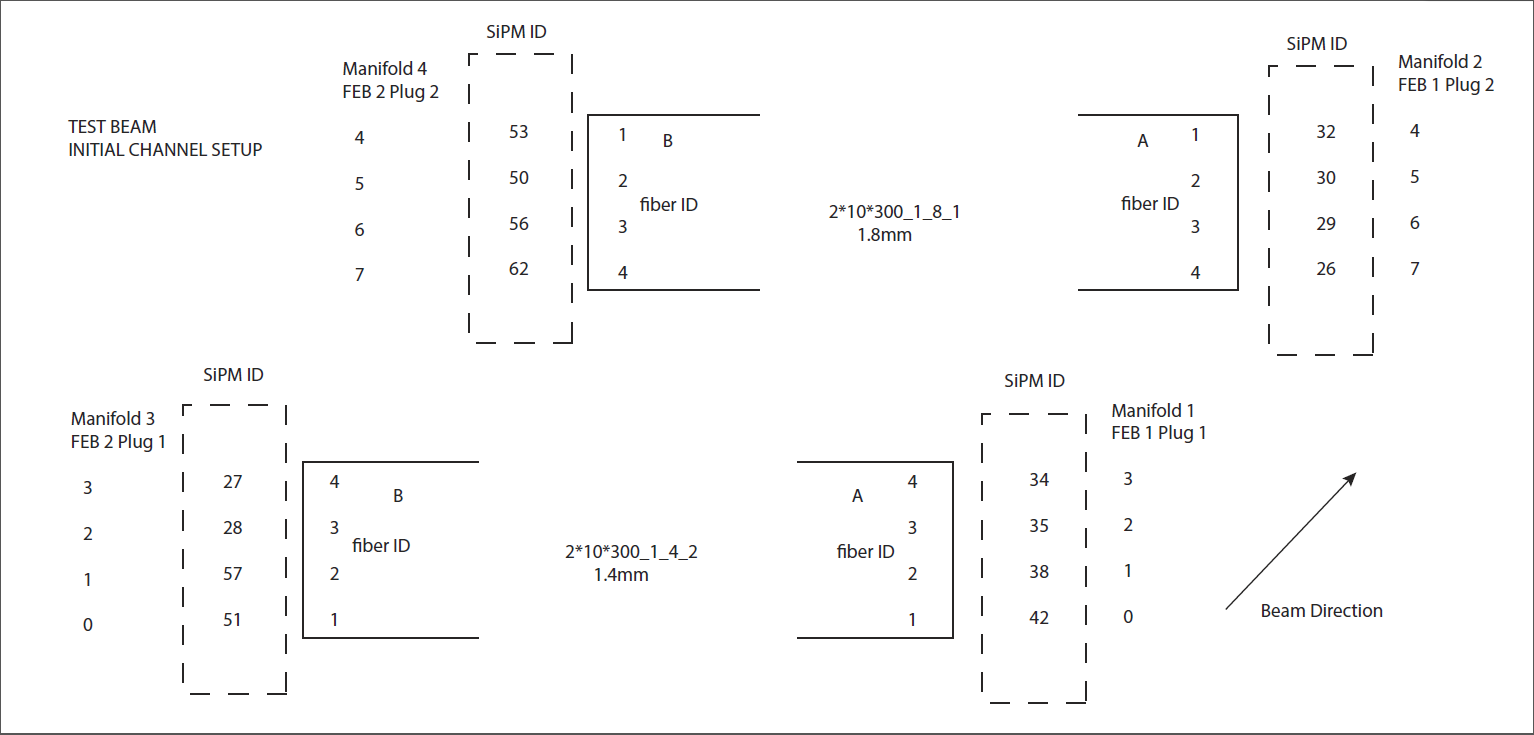 TEST BEAM
INITIAL CHANNEL SETUP
Manifold 4
FEB 2 Plug 2
4
5
6
7
SiPM ID
53
50
56
62
1
2
3
4
B
fiber ID
2*10*300_1_8_1
1.8mm
A
fiber ID
1
2
3
4
SiPM ID
32
30
29
26
Manifold 2
FEB 1 Plug 2
4
5
6
7
Manifold 3
FEB 2 Plug 1
3
2
1
0
SiPM ID
27
28
57
51
4
3
2
1
B
fiber ID
2*10*300_1_4_2
1.4mm
A
fiber ID
4
3
2
1
SiPM ID
34
35
38
42
Manifold 1
FEB 1 Plug 1
3
2
1
0
Beam Direction